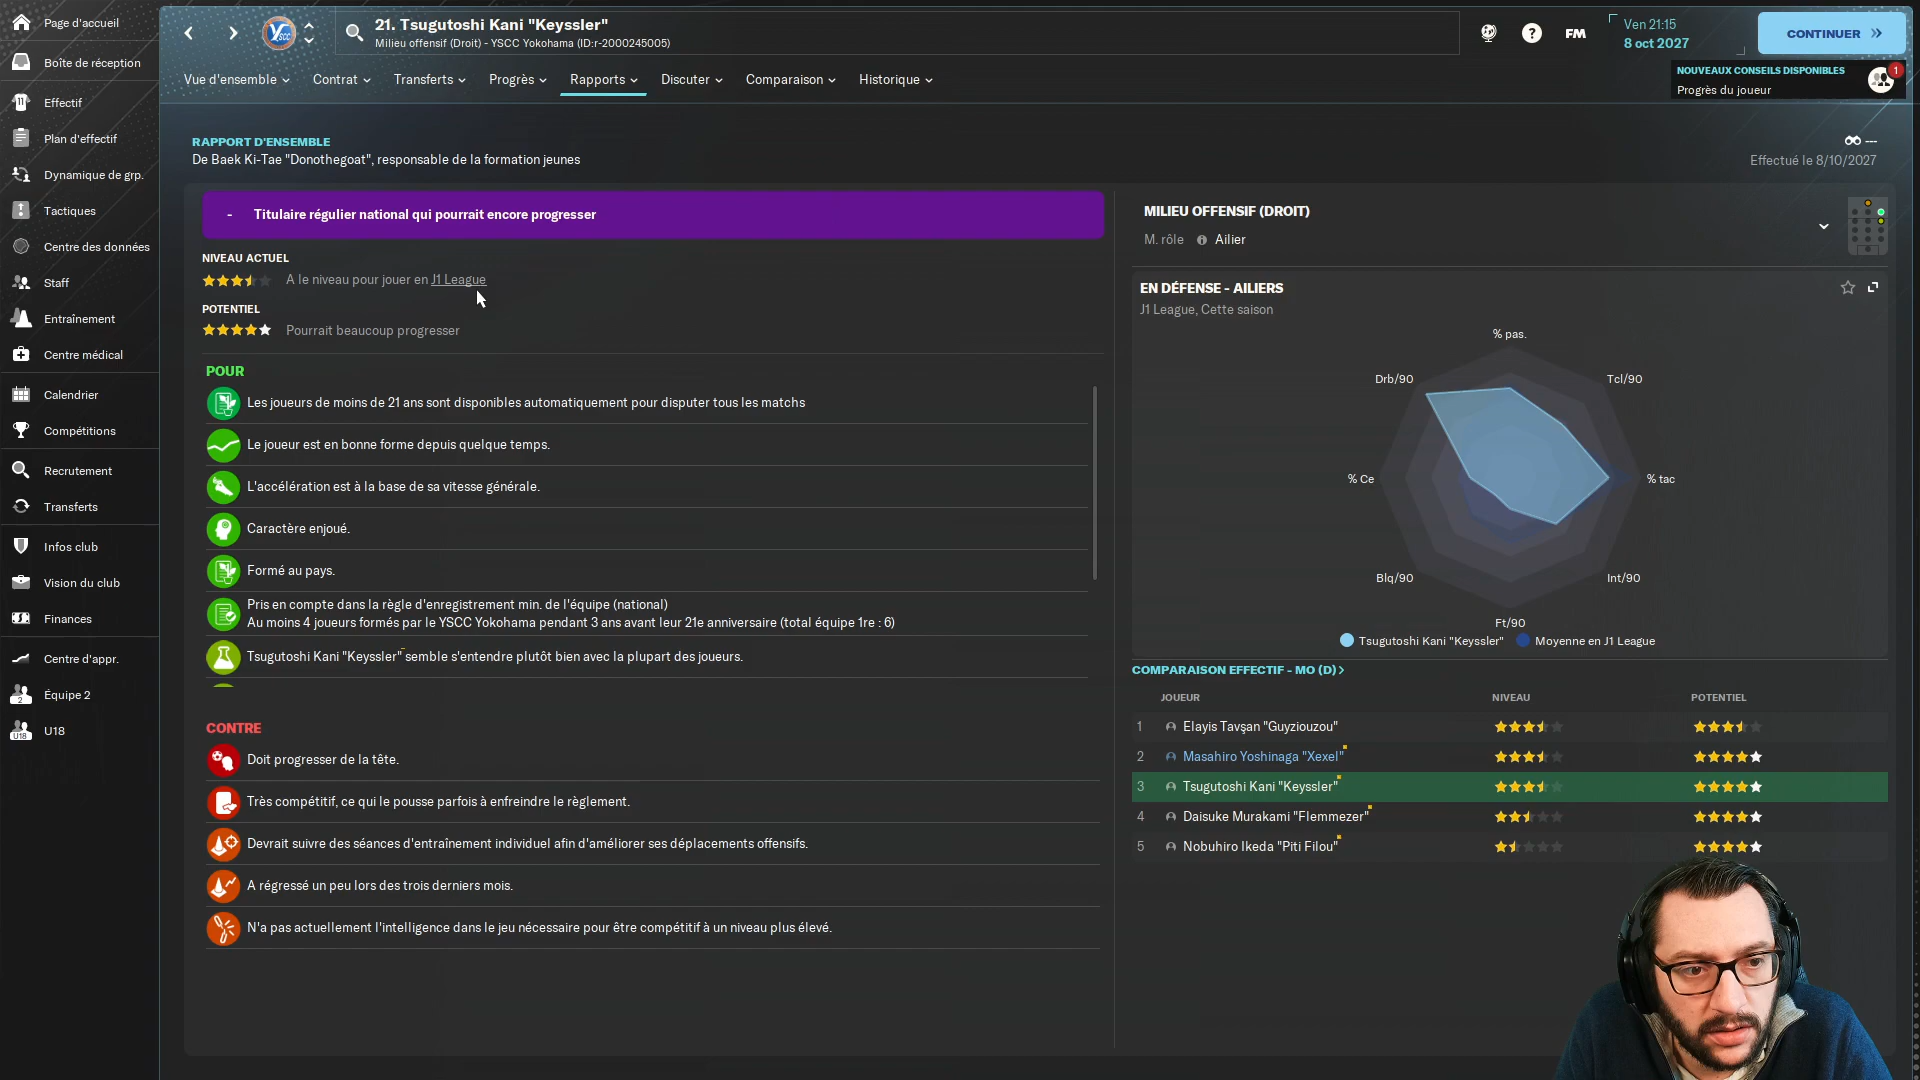 Page d'accueil
Boîte de réception
Effectif
Plan d'effectif
Dynamique de grp.
Tactiques
Centre des données
Staff
Entraînement
Centre médical
Calendrier
Compétitions
Recrutement
Transferts
Infos club
Vision du club
Finances
Centre d'appr.
Équipe 2
U18
21. Tsugutoshi Kani "Keyssler"
Milieu offensif (Droit) - YSCC Yokohama (ID:r-2000245005)
FM
Ven 21:15
8 oct 2027
CONTINUER
Vue d'ensemble
Contrat
Transferts
Progrès
Rapports
Discuter
Comparaison
Historique
NOUVEAUX CONSEILS DISPONIBLES
Progrès du joueur
1
RAPPORT D'ENSEMBLE
De Baek Ki-Tae "Donothegoat", responsable de la formation jeunes
---
Effectué le 8/10/2027
- Titulaire régulier national qui pourrait encore progresser
NIVEAU ACTUEL
A le niveau pour jouer en J1 League
POTENTIEL
Pourrait beaucoup progresser
POUR
Les joueurs de moins de 21 ans sont disponibles automatiquement pour disputer tous les matchs
Le joueur est en bonne forme depuis quelque temps.
L'accélération est à la base de sa vitesse générale.
Caractère enjoué.
Formé au pays.
Pris en compte dans la règle d'enregistrement min. de l'équipe (national)
Au moins 4 joueurs formés par le YSCC Yokohama pendant 3 ans avant leur 21e anniversaire (total équipe 1re : 6)
Tsugutoshi Kani "Keyssler" semble s'entendre plutôt bien avec la plupart des joueurs.
CONTRE
Doit progresser de la tête.
Très compétitif, ce qui le pousse parfois à enfreindre le règlement.
Devrait suivre des séances d'entraînement individuel afin d'améliorer ses déplacements offensifs.
A régressé un peu lors des trois derniers mois.
N'a pas actuellement l'intelligence dans le jeu nécessaire pour être compétitif à un niveau plus élevé.
MILIEU OFFENSIF (DROIT)
M. rôle Ailier
EN DÉFENSE - AILIERS
J1 League, Cette saison
% pas.
Drb/90
Tcl/90
% Ce
% tac
Blq/90
Int/90
Ft/90
Tsugutoshi Kani "Keyssler"
Moyenne en J1 League
COMPARAISON EFFECTIF - MO (D)
JOUEUR NIVEAU POTENTIEL
1 Elayis Tavşan "Guyziouzou"
2 Masahiro Yoshinaga "Xexel"
3 Tsugutoshi Kani "Keyssler"
4 Daisuke Murakami "Flemmezer"
5 Nobuhiro Ikeda "Piti Filou"